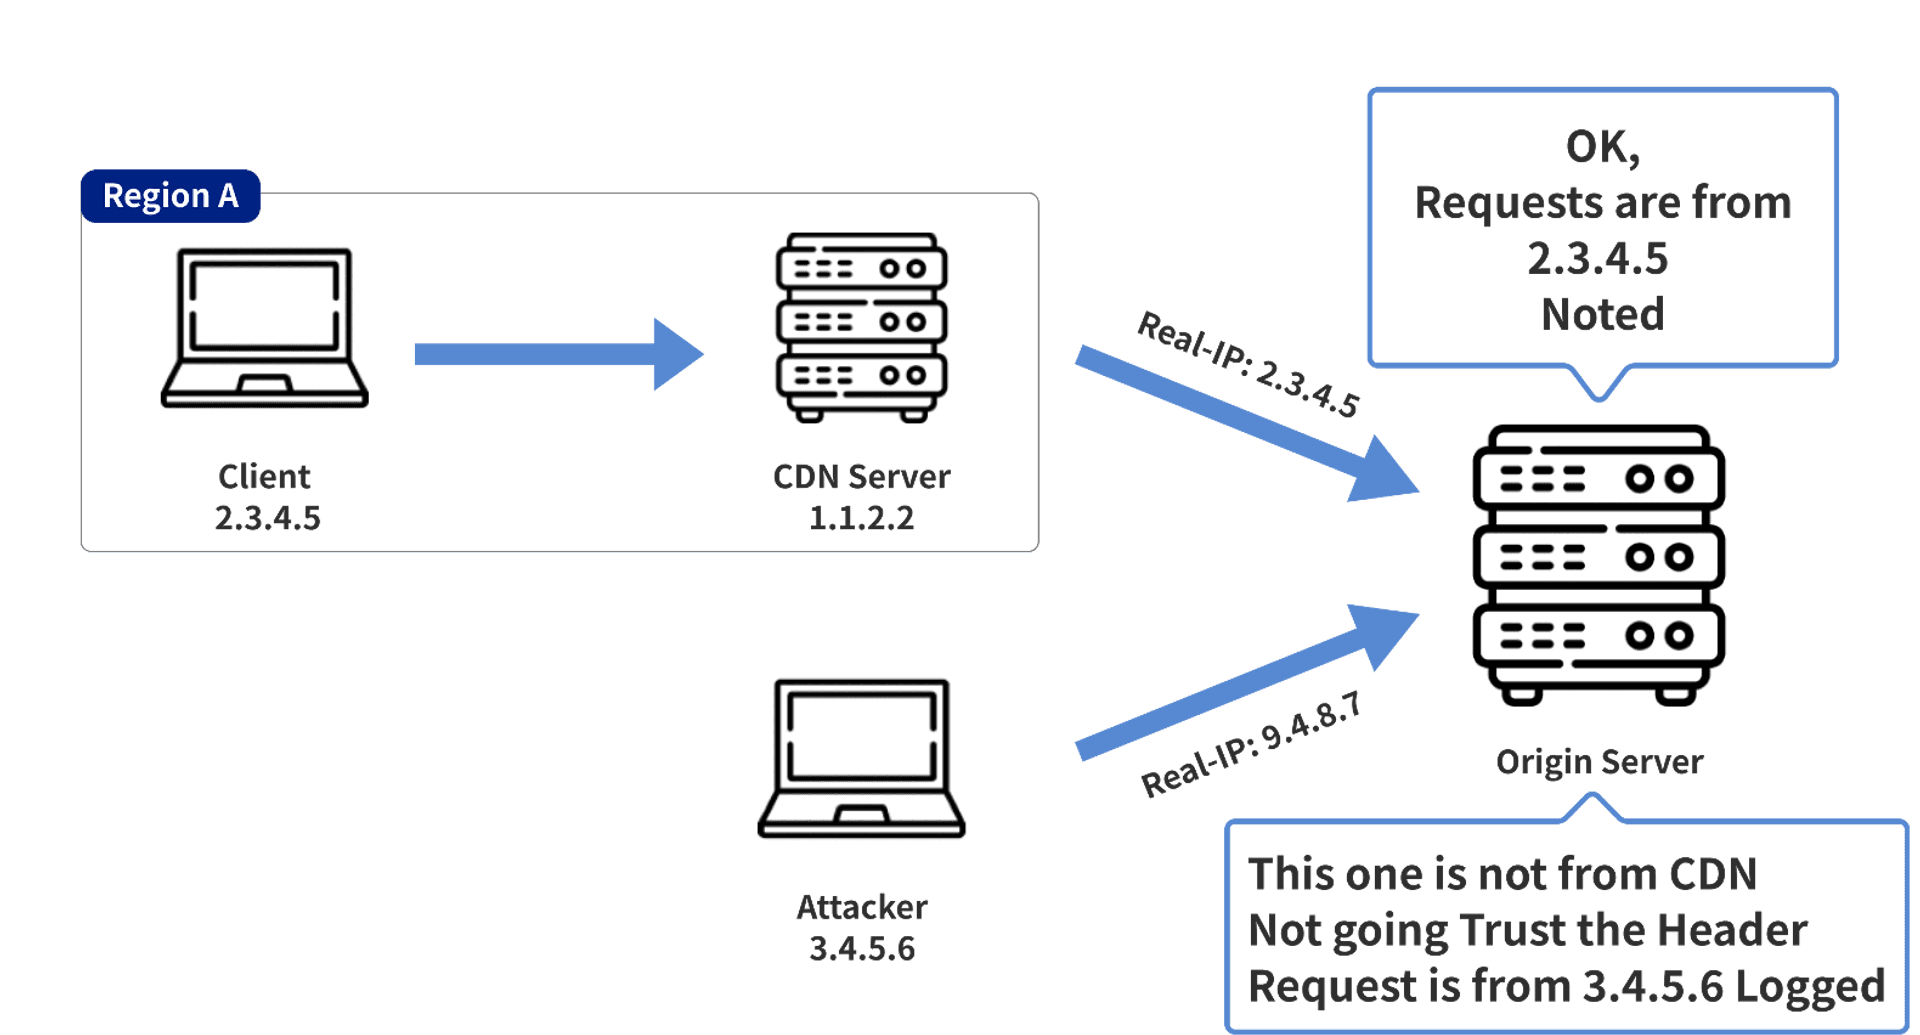 Region A
Client
2.3.4.5
CDN Server
1.1.2.2
Real-IP: 2.3.4.5
OK,
Requests are from
2.3.4.5
Noted
Attacker
3.4.5.6
Real-IP: 9.4.8.7
Origin Server
This one is not from CDN
Not going Trust the Header
Request is from 3.4.5.6 Logged